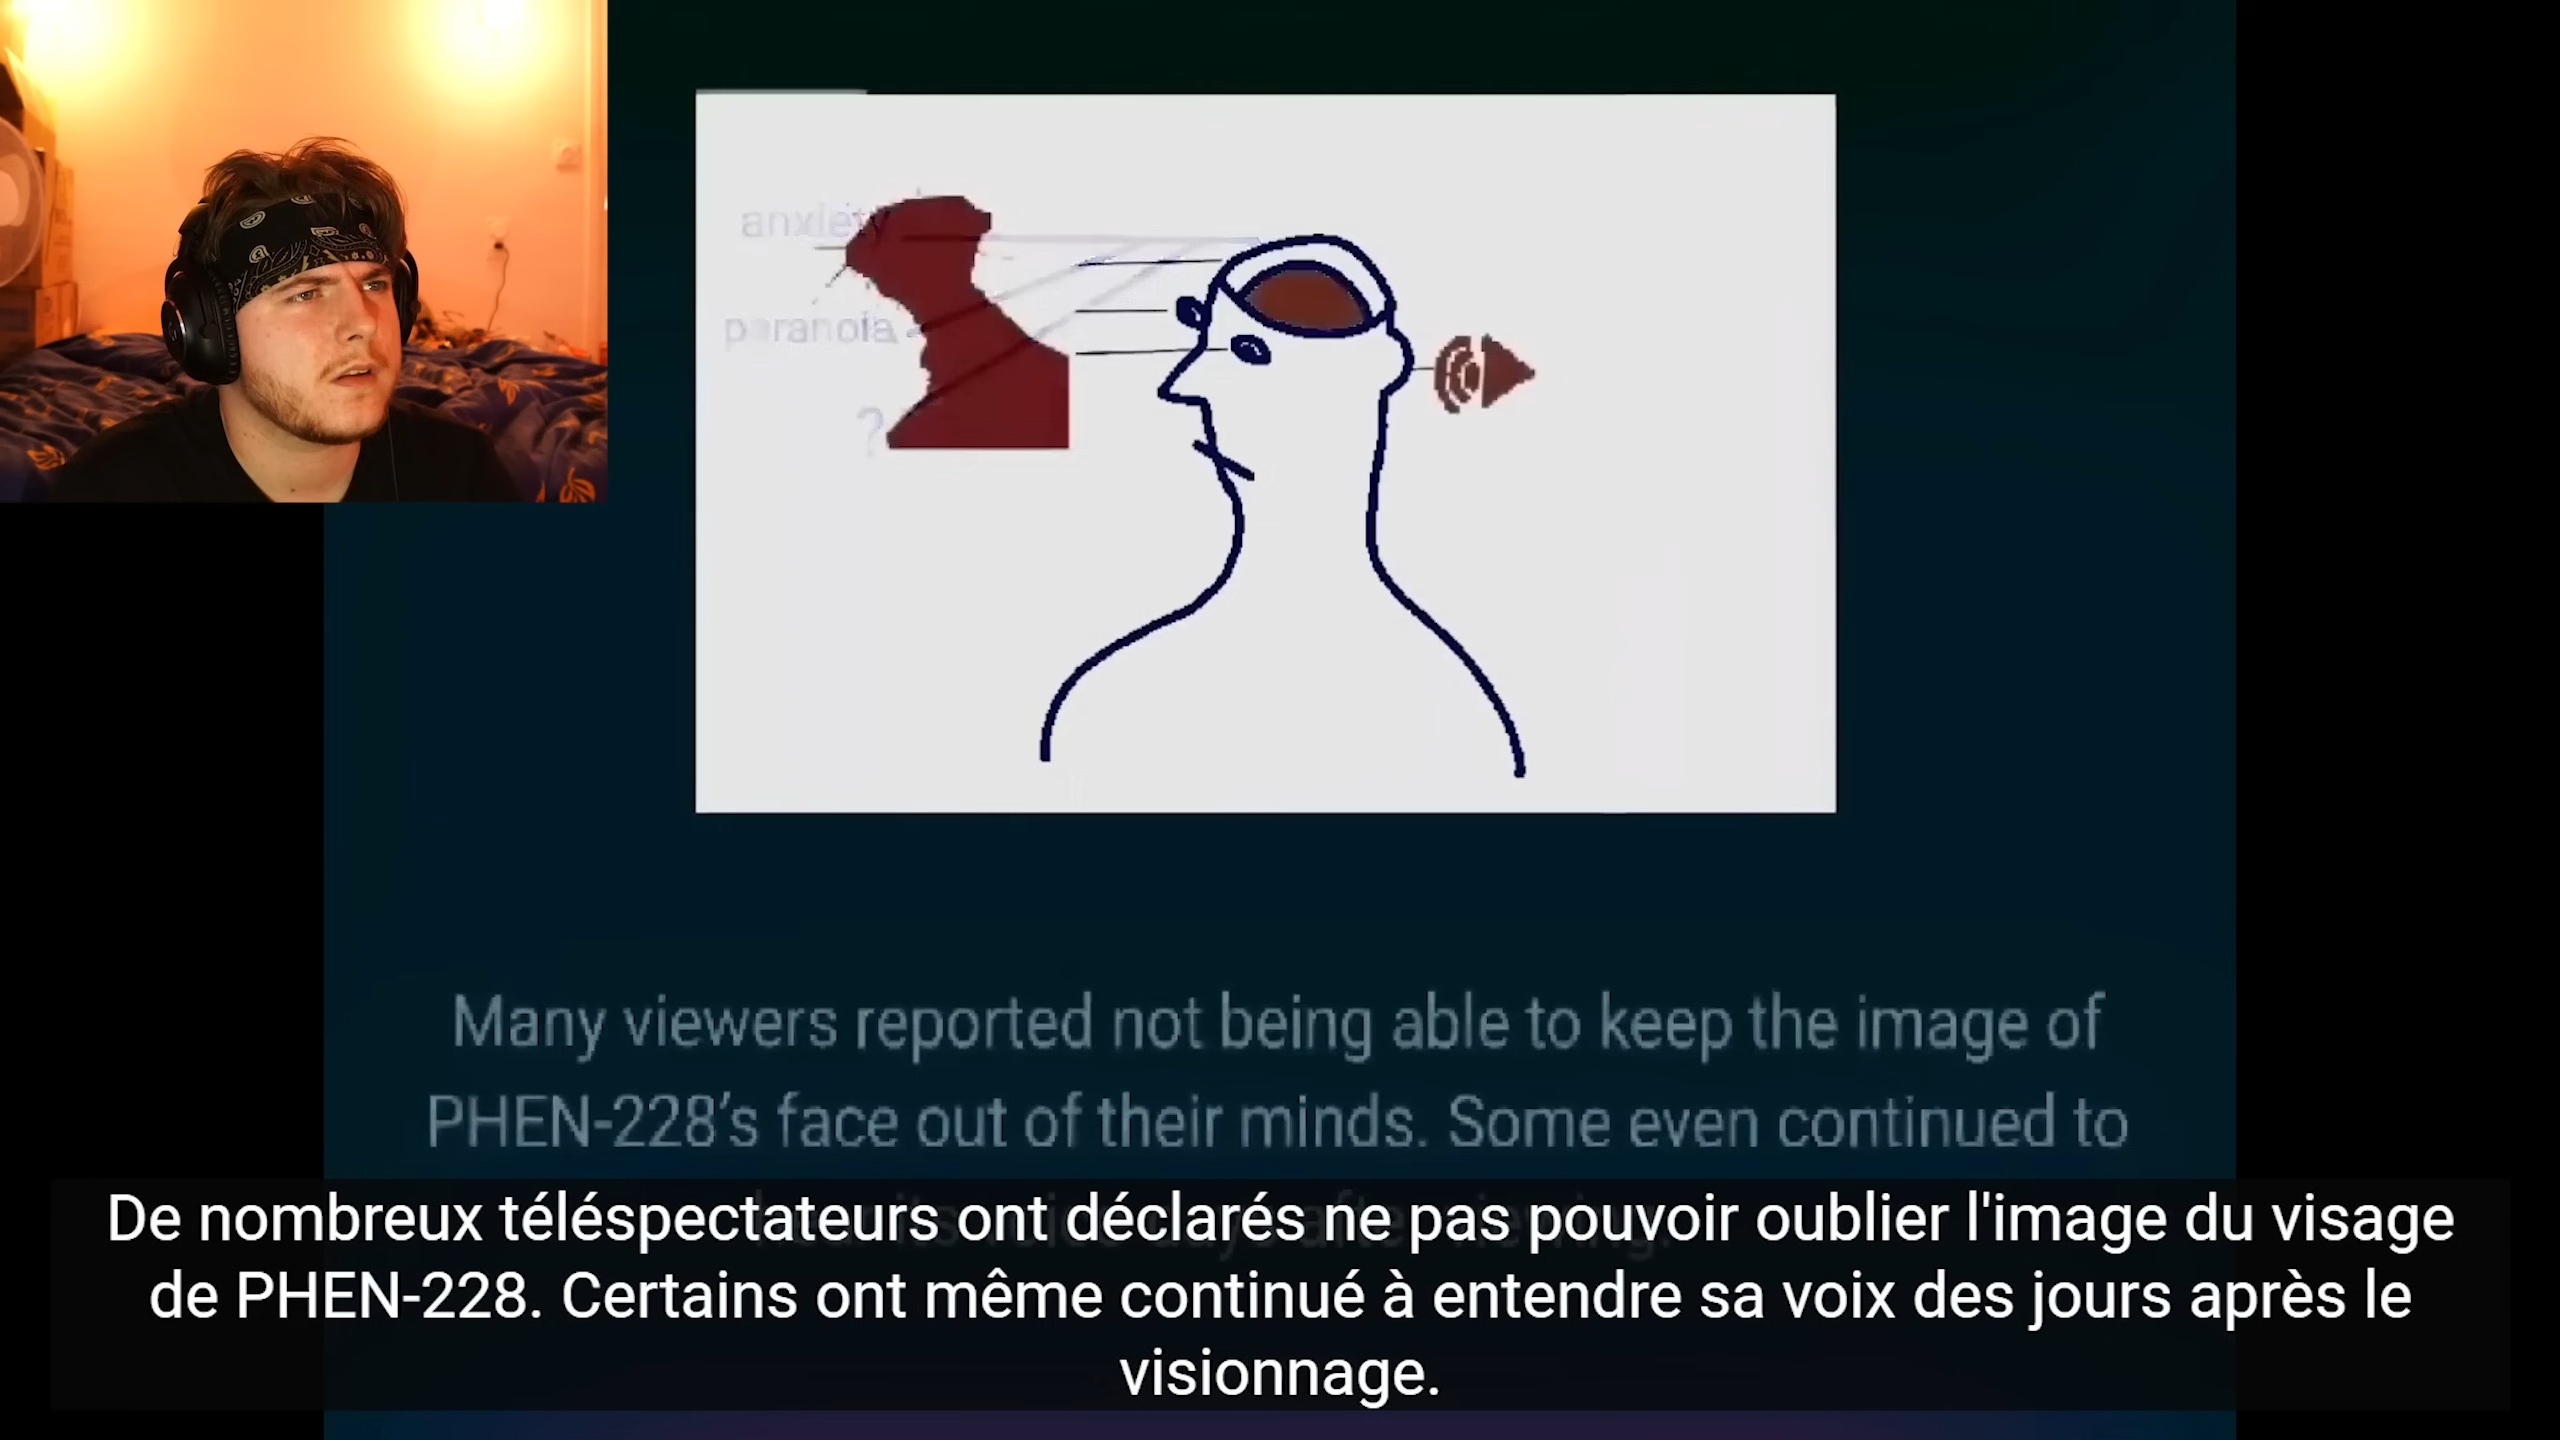 anxiety
paranoia
?
Many viewers reported not being able to keep the image of
PHEN-228's face out of their minds. Some even continued to
De nombreux téléspectateurs ont déclarés ne pas pouvoir oublier l'image du visage
de PHEN-228. Certains ont même continué à entendre sa voix des jours après le
visionnage.